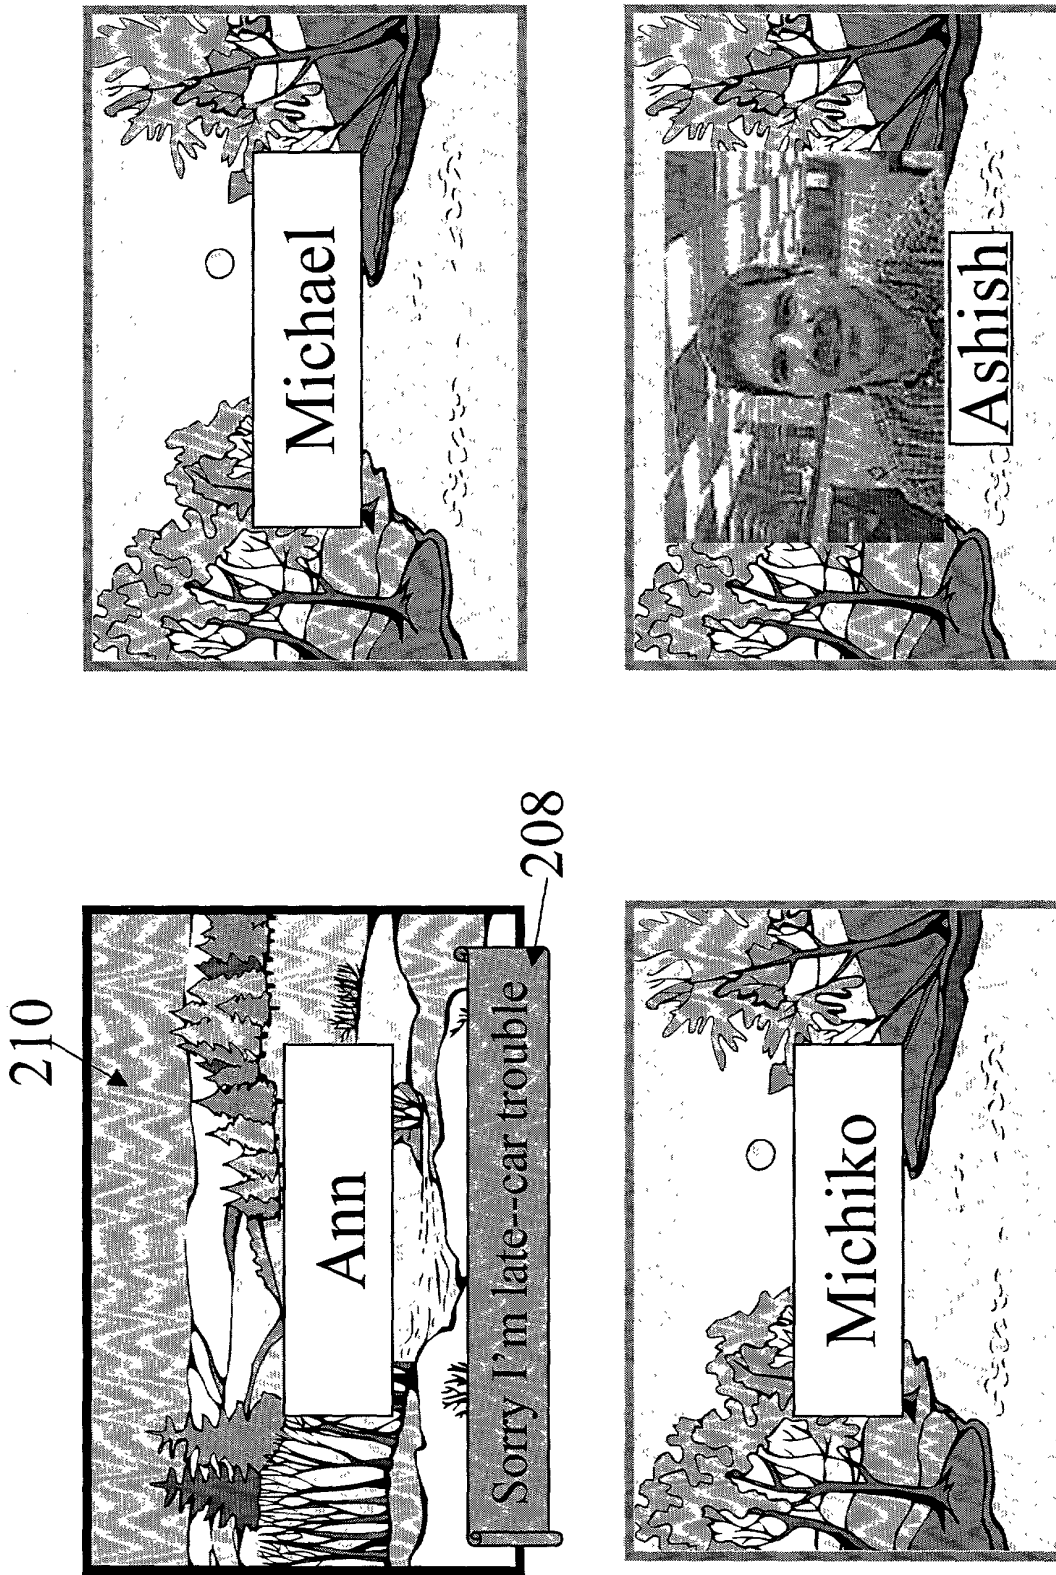 210
Ann
Sorry I'm late--car trouble
208
Michael
Michiko
Ashish